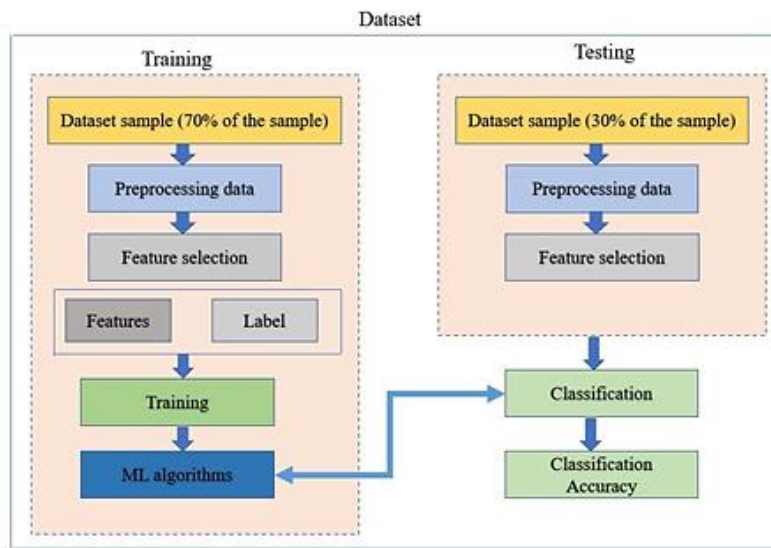 Dataset
Training
Dataset sample (70% of the sample)
Preprocessing data
Feature selection
Features
Label
Training
ML algorithms
Testing
Dataset sample (30% of the sample)
Preprocessing data
Feature selection
Classification
Classification
Accuracy